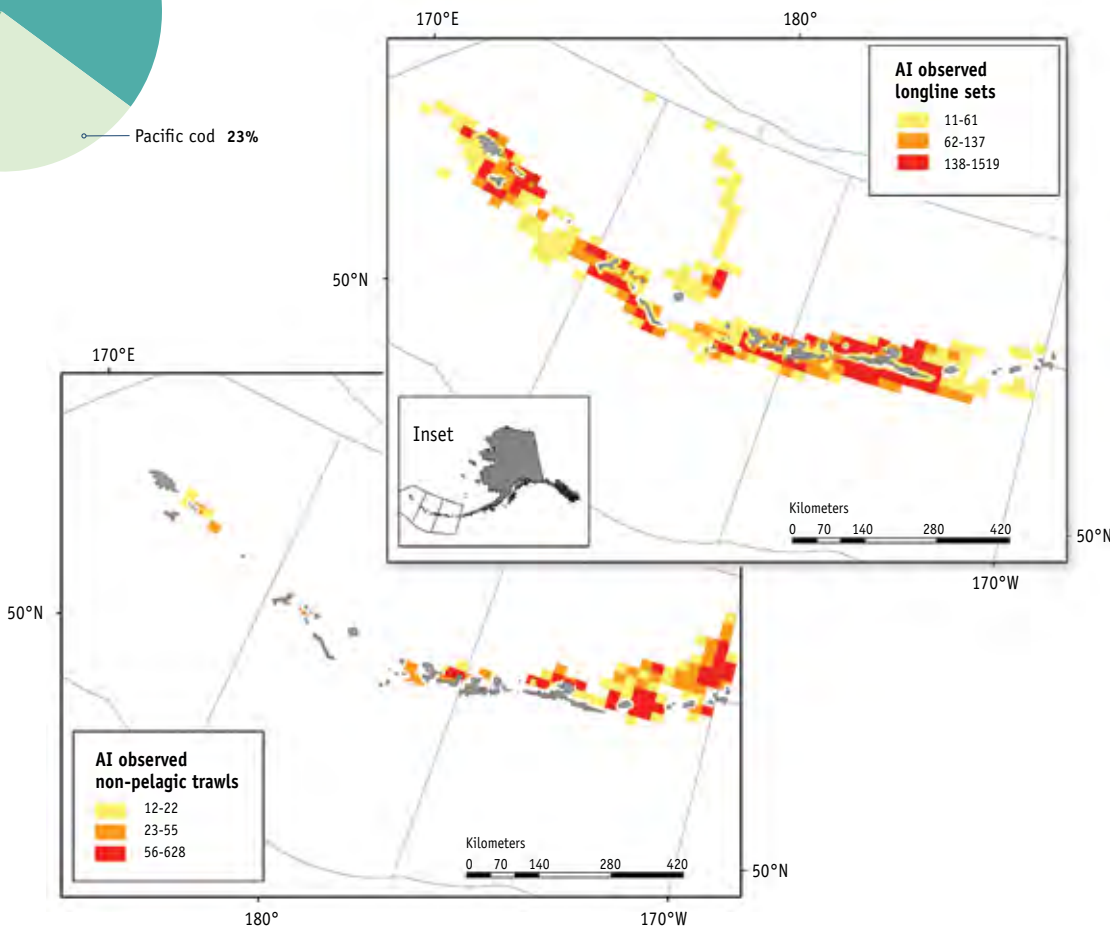 170°E
180°
AI observed
longline sets
11-61
62-137
138-1519
Pacific cod 23%
50°N
Inset
Kilometers
0 70 140 280 420
50°N
170°W
170°E
50°N
AI observed
non-pelagic trawls
12-22
23-55
56-628
Kilometers
0 70 140 280 420
50°N
180°
170°W